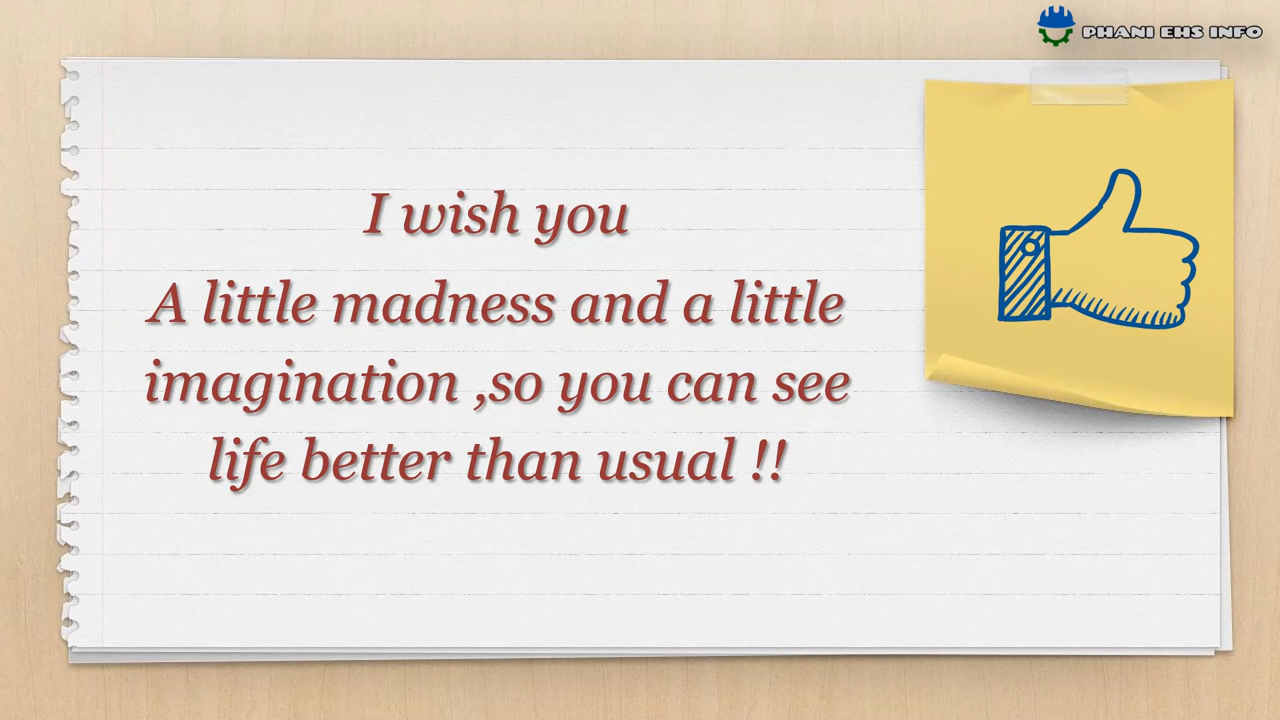 PHANI EHS INFO
I wish you
A little madness and a little
imagination ,so you can see
life better than usual !!